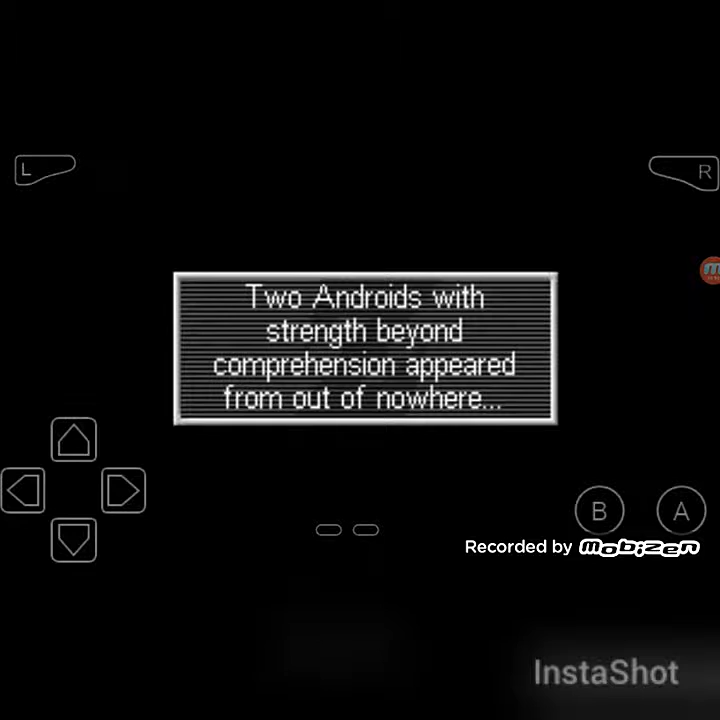 L
R
Two Androids with
strength beyond
comprehension appeared
from out of nowhere...
B
A
Recorded by Mobizen
InstaShot